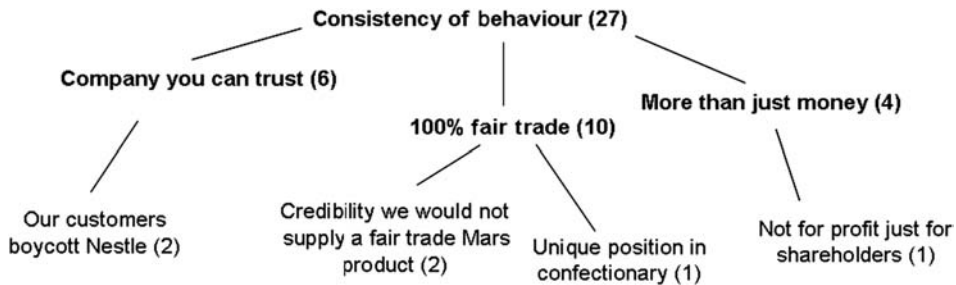 Consistency of behaviour (27)
Company you can trust (6)
More than just money (4)
100% fair trade (10)
Our customers
boycott Nestle (2)
Credibility we would not
supply a fair trade Mars
product (2)
Unique position in
confectionary (1)
Not for profit just for
shareholders (1)